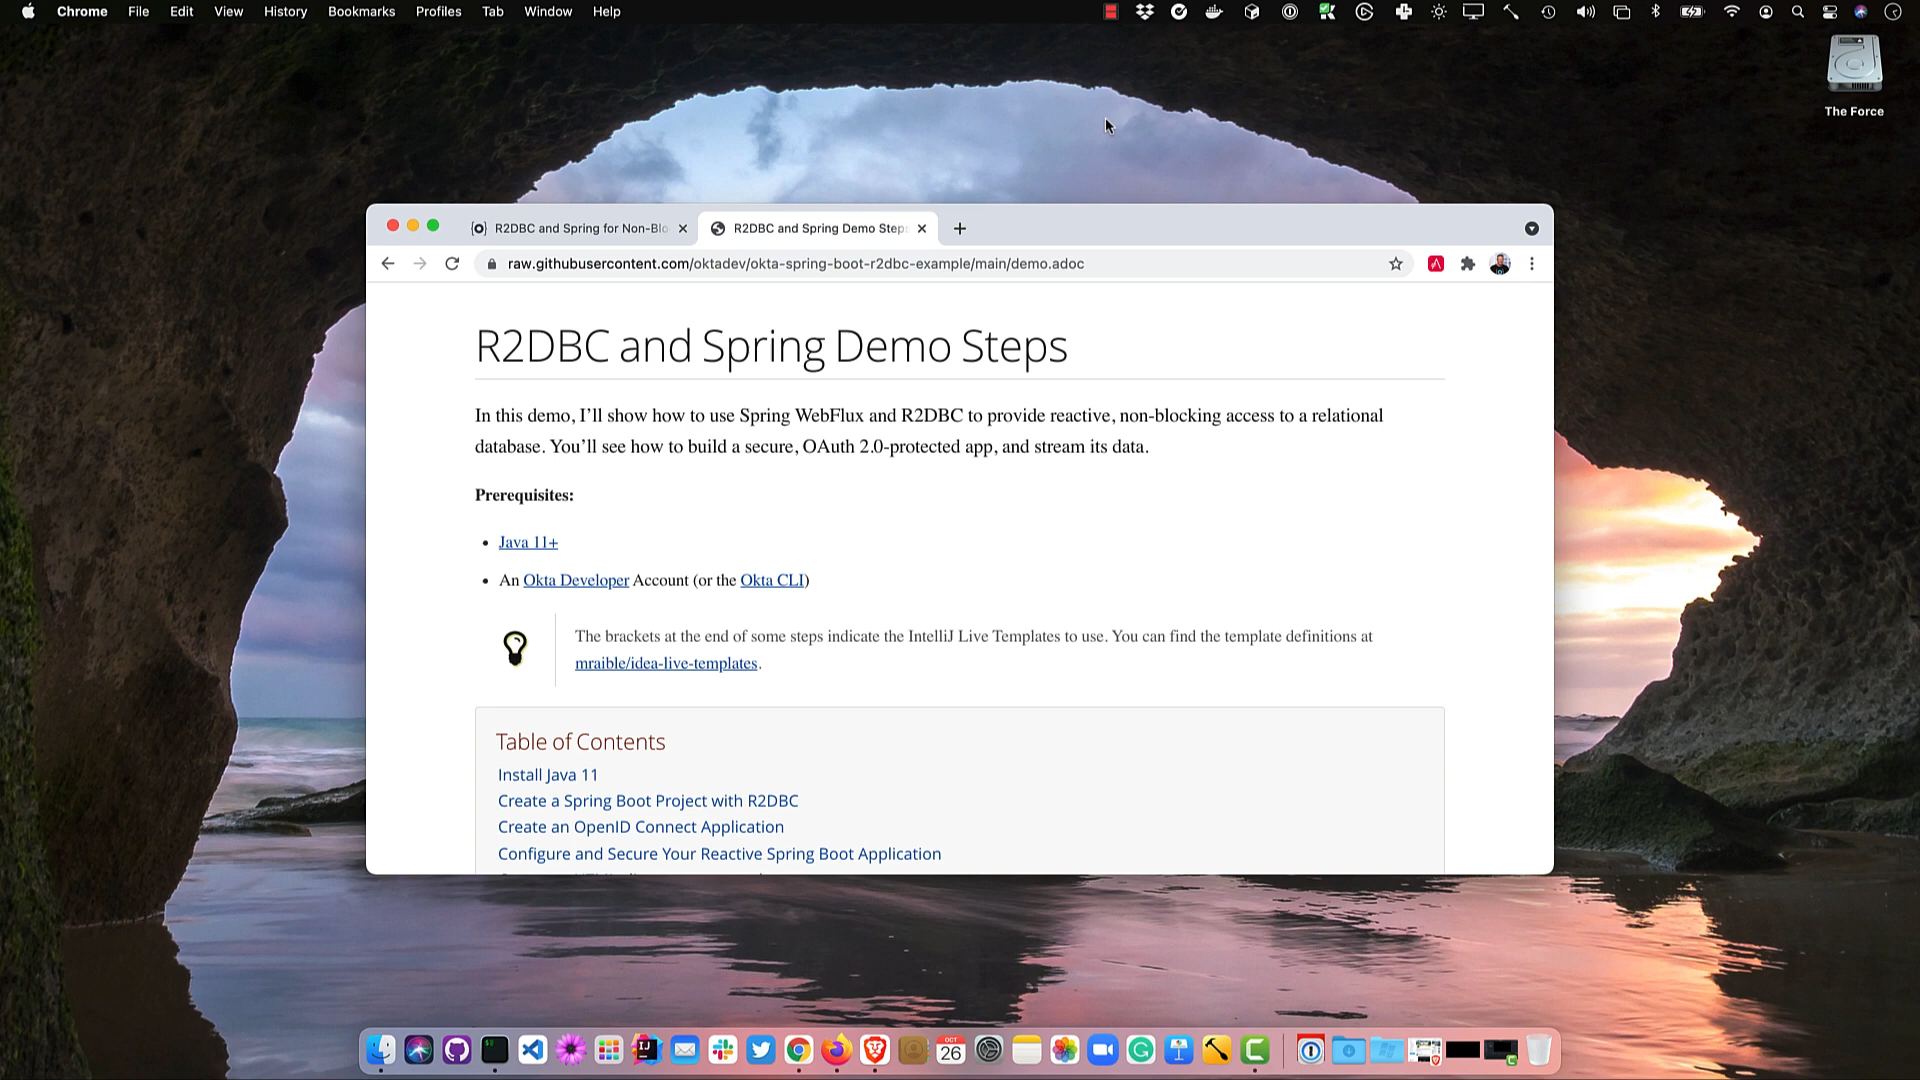 Chrome File Edit View History Bookmarks Profiles Tab Window Help
The Force
R2DBC and Spring for Non-Blo
R2DBC and Spring Demo Step
raw.githubusercontent.com/oktadev/okta-spring-boot-r2dbc-example/main/demo.adoc
R2DBC and Spring Demo Steps
In this demo, I’ll show how to use Spring WebFlux and R2DBC to provide reactive, non-blocking access to a relational
database. You’ll see how to build a secure, OAuth 2.0-protected app, and stream its data.
Prerequisites:
Java 11+
An Okta Developer Account (or the Okta CLI)
The brackets at the end of some steps indicate the IntelliJ Live Templates to use. You can find the template definitions at
mraible/idea-live-templates.
Table of Contents
Install Java 11
Create a Spring Boot Project with R2DBC
Create an OpenID Connect Application
Configure and Secure Your Reactive Spring Boot Application
IJ
OCT
26